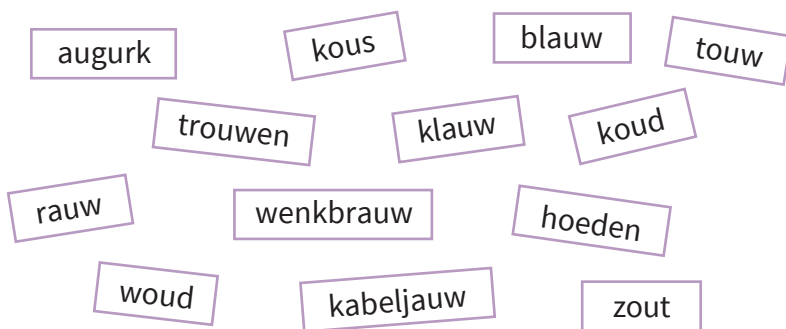 augurk
kous
blauw
touw
trouwen
klauw
koud
rauw
wenkbrauw
hoeden
woud
kabeljauw
zout